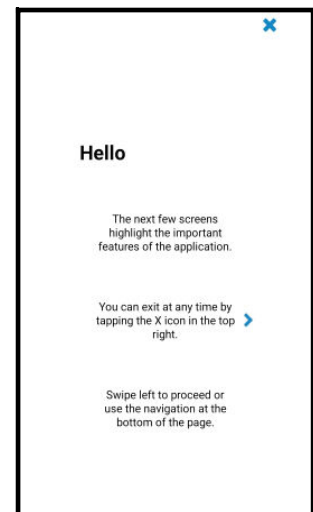 Hello
The next few screens
highlight the important
features of the application.
You can exit at any time by
tapping the X icon in the top
right.
Swipe left to proceed or
use the navigation at the
bottom of the page.